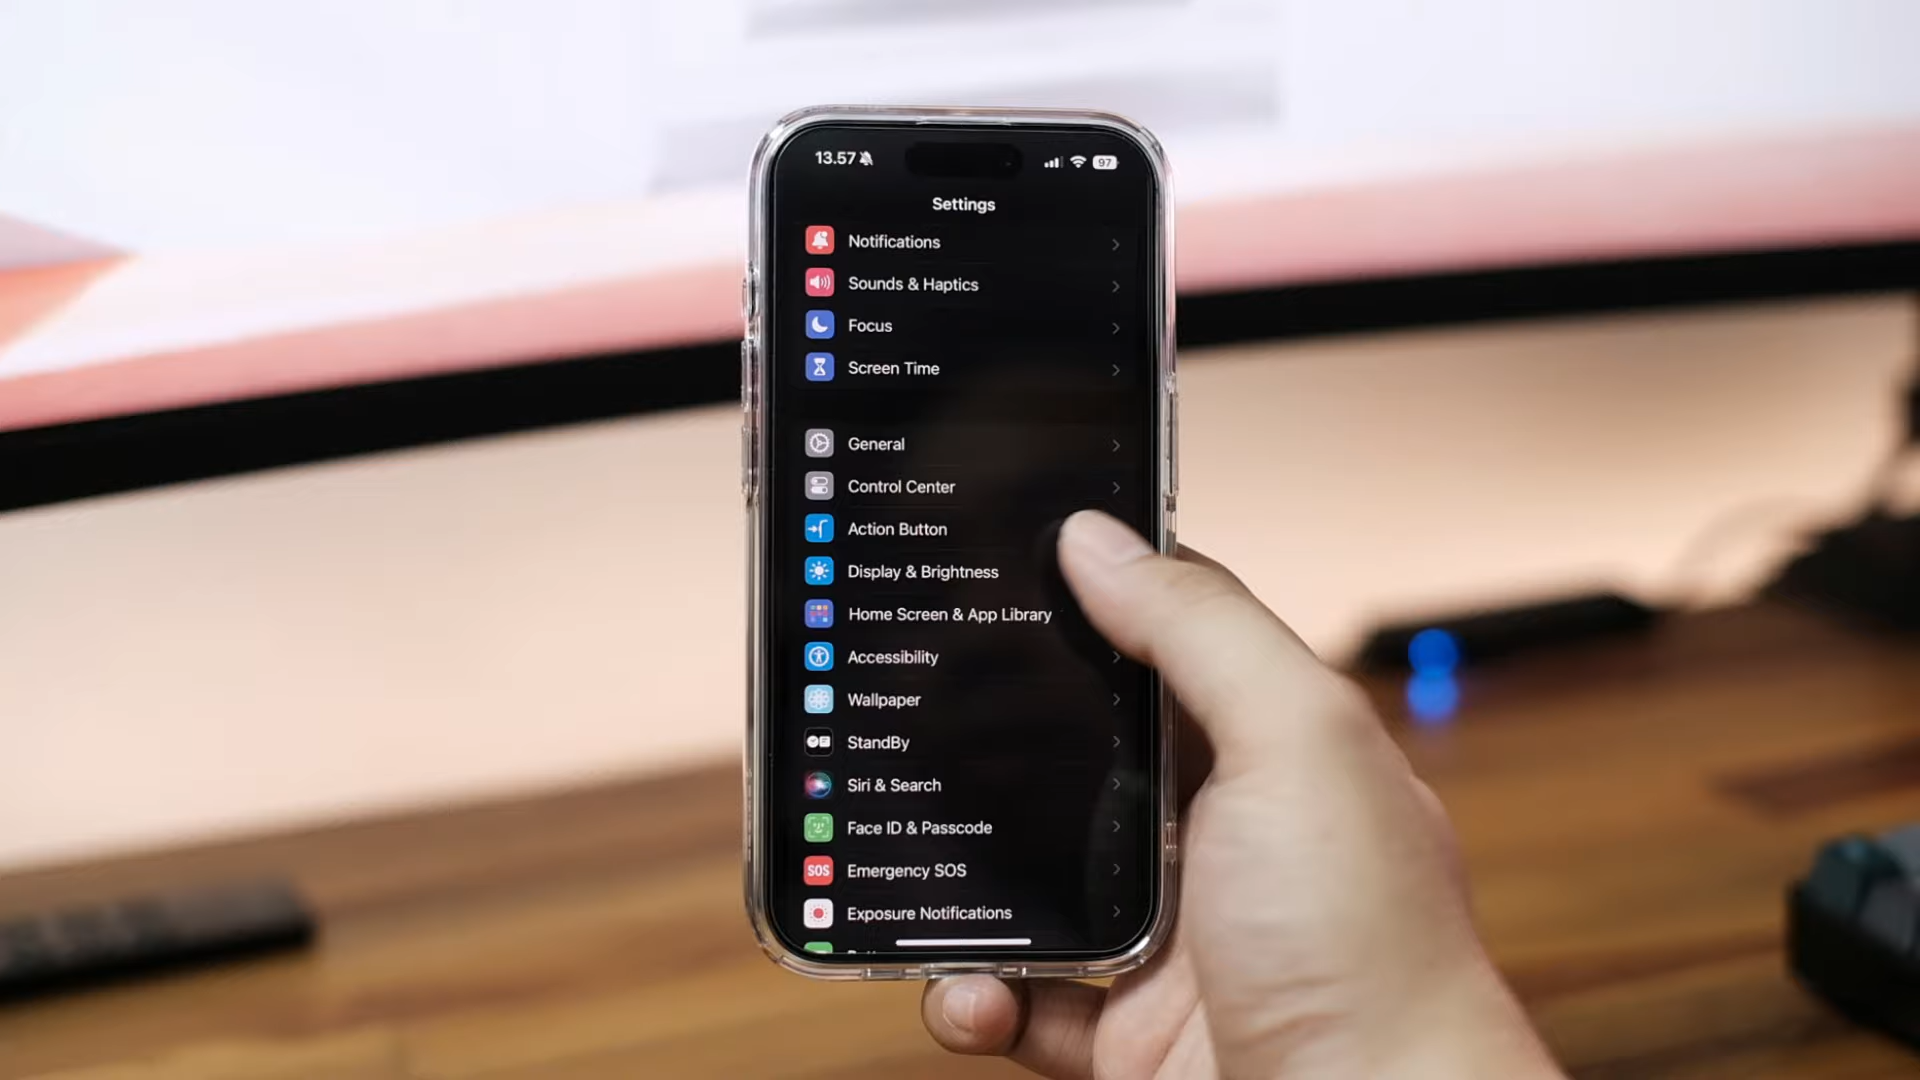 13.57
97
Settings
Notifications
Sounds & Haptics
Focus
Screen Time
General
Control Center
Action Button
Display & Brightness
Home Screen & App Library
Accessibility
Wallpaper
StandBy
Siri & Search
Face ID & Passcode
SOS Emergency SOS
Exposure Notifications